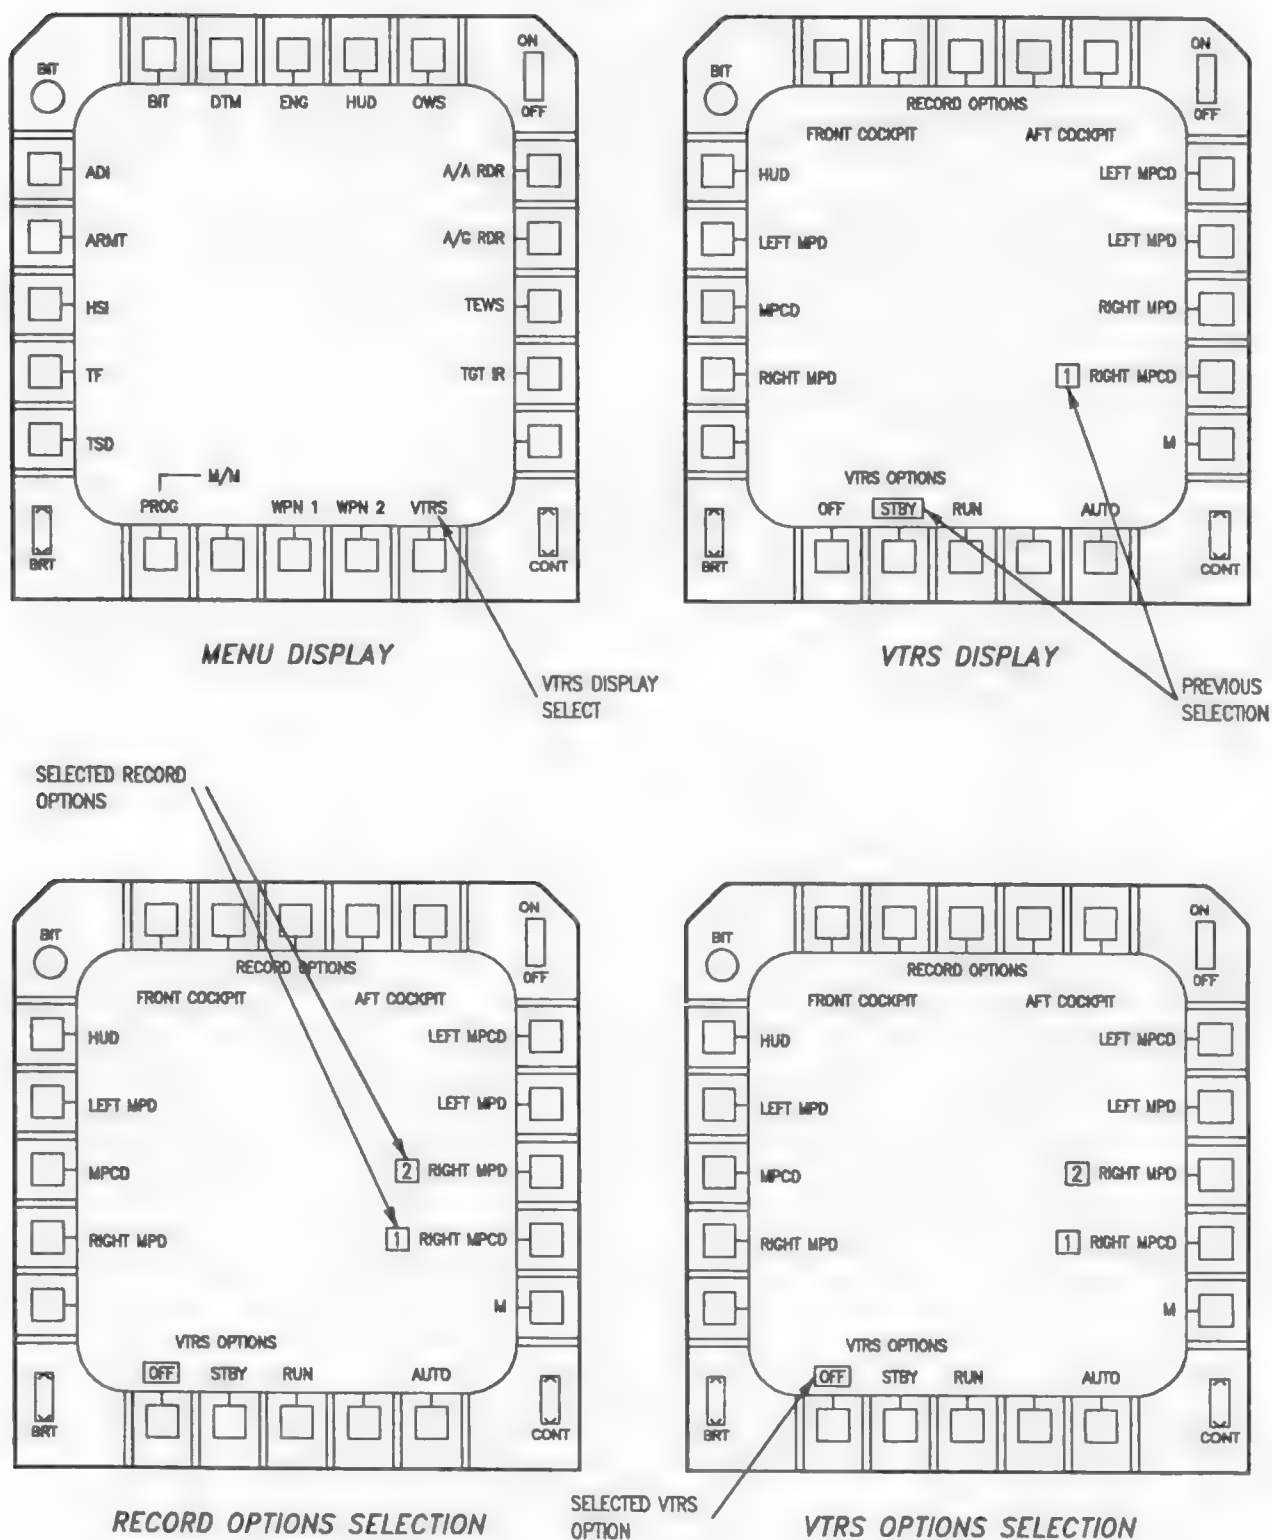 BIT
ON
OFF
BIT DTM ENG HUD OWS
ADI A/A RDR
ARMT A/G RDR
HSI TEWS
TF TGT IR
TSD
M/M
PROG WPN 1 WPN 2 VTRS
BRT CONT
MENU DISPLAY
VTRS DISPLAY
SELECT
BIT
ON
OFF
RECORD OPTIONS
FRONT COCKPIT AFT COCKPIT
HUD LEFT MPCD
LEFT MPD LEFT MPD
MPCD RIGHT MPD
RIGHT MPD 1 RIGHT MPCD
M
VTRS OPTIONS
OFF STBY RUN AUTO
BRT CONT
VTRS DISPLAY
PREVIOUS
SELECTION
SELECTED RECORD
OPTIONS
BIT
ON
OFF
RECORD OPTIONS
FRONT COCKPIT AFT COCKPIT
HUD LEFT MPCD
LEFT MPD LEFT MPD
MPCD 2 RIGHT MPD
RIGHT MPD 1 RIGHT MPCD
M
VTRS OPTIONS
OFF STBY RUN AUTO
BRT CONT
RECORD OPTIONS SELECTION
BIT
ON
OFF
RECORD OPTIONS
FRONT COCKPIT AFT COCKPIT
HUD LEFT MPCD
LEFT MPD LEFT MPD
MPCD 2 RIGHT MPD
RIGHT MPD 1 RIGHT MPCD
M
VTRS OPTIONS
OFF STBY RUN AUTO
BRT CONT
SELECTED VTRS
OPTION
VTRS OPTIONS SELECTION